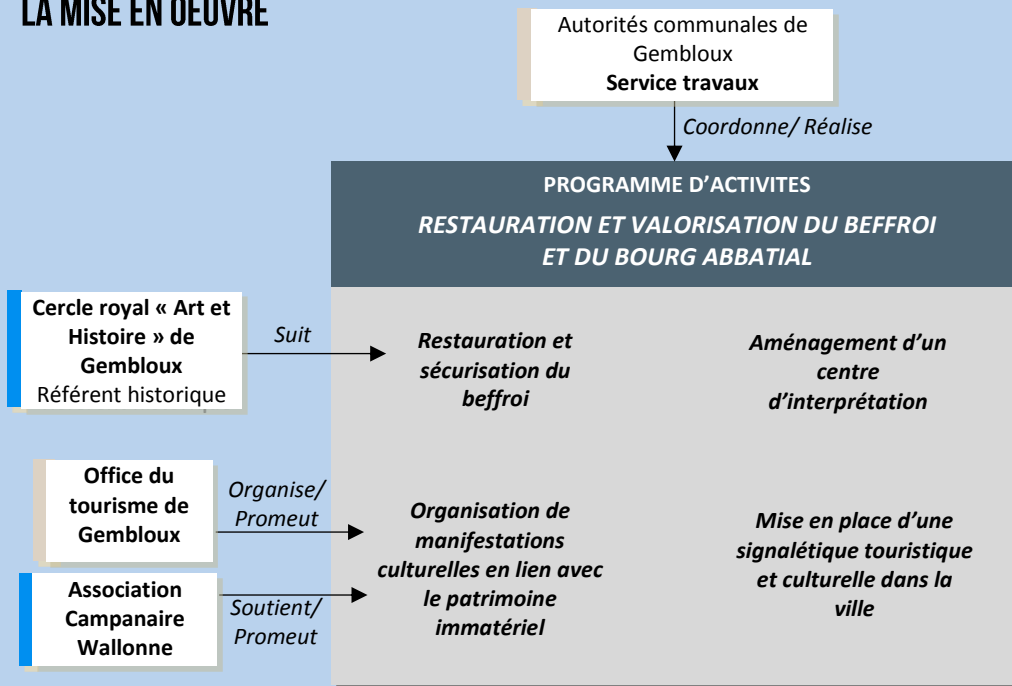 LA MISE EN OEUVRE
Autorités communales de
Gembloux
Service travaux
Coordonne/ Réalise
PROGRAMME D'ACTIVITES
RESTAURATION ET VALORISATION DU BEFFROI
ET DU BOURG ABBATIAL
Cercle royal « Art et
Histoire » de
Gembloux
Référent historique
Suit
Restauration et
sécurisation du
beffroi
Aménagement d'un
centre
d'interprétation
Office du
tourisme de
Gembloux
Organise/
Promeut
Association
Campanaire
Wallonne
Soutient/
Promeut
Organisation de
manifestations
culturelles en lien avec
le patrimoine
immatériel
Mise en place d'une
signalétique touristique
et culturelle dans la
ville